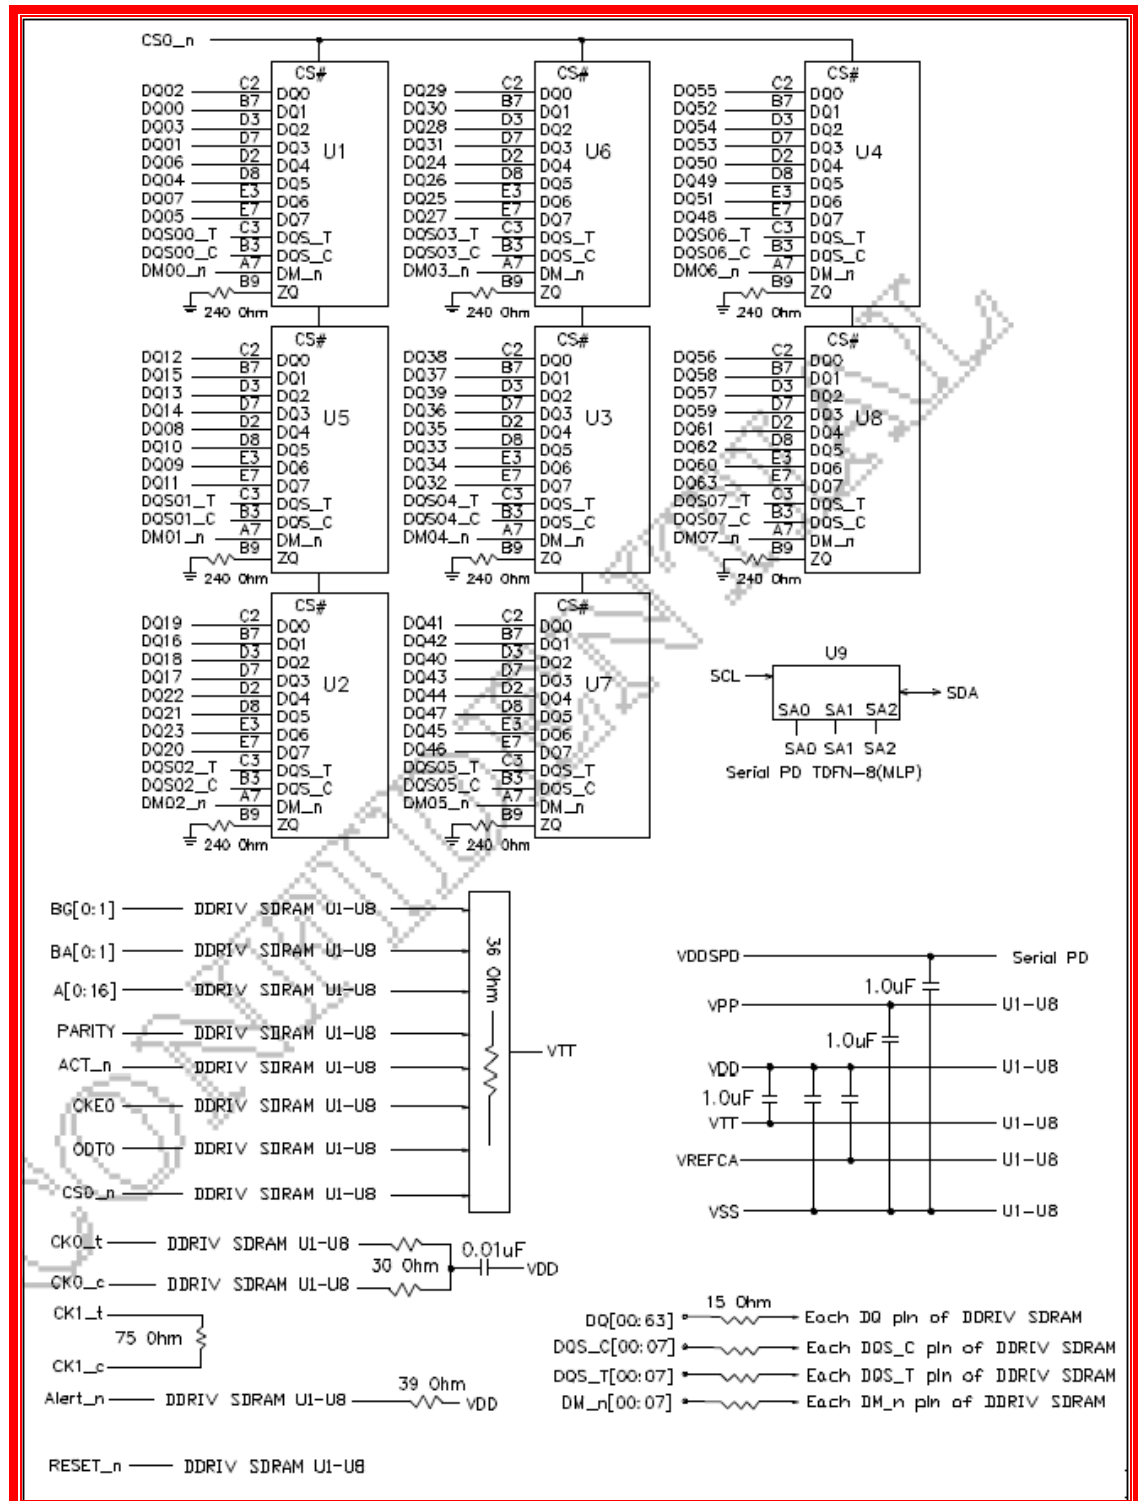 CS0_n
CS#
DQ02 C2 DQ0
DQ00 B7 DQ1
DQ03 D3 DQ2
DQ01 D7 DQ3 U1
DQ06 D2 DQ4
DQ04 D8 DQ5
DQ07 E3 DQ6
DQ05 E7 DQ7
DQS00_T C3 DQS_T
DQS00_C B3 DQS_C
DM00_n A7 DM_n
B9 ZQ
240 Ohm
CS#
DQ29 C2 DQ0
DQ30 B7 DQ1
DQ28 D3 DQ2
DQ31 D7 DQ3 U6
DQ24 D2 DQ4
DQ26 D8 DQ5
DQ25 E3 DQ6
DQ27 E7 DQ7
DQS03_T C3 DQS_T
DQS03_C B3 DQS_C
DM03_n A7 DM_n
B9 ZQ
240 Ohm
CS#
DQ55 C2 DQ0
DQ52 B7 DQ1
DQ54 D3 DQ2
DQ53 D7 DQ3 U4
DQ50 D2 DQ4
DQ49 D8 DQ5
DQ51 E3 DQ6
DQ48 E7 DQ7
DQS06_T C3 DQS_T
DQS06_C B3 DQS_C
DM06_n A7 DM_n
B9 ZQ
240 Ohm
CS#
DQ12 C2 DQ0
DQ15 B7 DQ1
DQ13 D3 DQ2
DQ14 D7 DQ3 U5
DQ08 D2 DQ4
DQ10 D8 DQ5
DQ09 E3 DQ6
DQ11 E7 DQ7
DQS01_T C3 DQS_T
DQS01_C B3 DQS_C
DM01_n A7 DM_n
B9 ZQ
240 Ohm
CS#
DQ38 C2 DQ0
DQ37 B7 DQ1
DQ39 D3 DQ2
DQ36 D7 DQ3 U3
DQ35 D2 DQ4
DQ33 D8 DQ5
DQ34 E3 DQ6
DQ32 E7 DQ7
DQS04_T C3 DQS_T
DQS04_C B3 DQS_C
DM04_n A7 DM_n
B9 ZQ
240 Ohm
CS#
DQ56 C2 DQ0
DQ58 B7 DQ1
DQ57 D3 DQ2
DQ59 D7 DQ3 U8
DQ61 D2 DQ4
DQ62 D8 DQ5
DQ60 E3 DQ6
DQ63 E7 DQ7
DQS07_T C3 DQS_T
DQS07_C B3 DQS_C
DM07_n A7 DM_n
B9 ZQ
240 Ohm
CS#
DQ19 C2 DQ0
DQ16 B7 DQ1
DQ18 D3 DQ2
DQ17 D7 DQ3 U2
DQ22 D2 DQ4
DQ21 D8 DQ5
DQ23 E3 DQ6
DQ20 E7 DQ7
DQS02_T C3 DQS_T
DQS02_C B3 DQS_C
DM02_n A7 DM_n
B9 ZQ
240 Ohm
CS#
DQ41 C2 DQ0
DQ42 B7 DQ1
DQ40 D3 DQ2
DQ43 D7 DQ3 U7
DQ44 D2 DQ4
DQ47 D8 DQ5
DQ45 E3 DQ6
DQ46 E7 DQ7
DQS05_T C3 DQS_T
DQS05_C B3 DQS_C
DM05_n A7 DM_n
B9 ZQ
240 Ohm
U9
SCL SDA
SA0 SA1 SA2
SA0 SA1 SA2
Serial PD TDFN-8(MLP)
BG[0:1] DDRIV SDRAM U1-U8
BA[0:1] DDRIV SDRAM U1-U8
A[0:16] DDRIV SDRAM U1-U8
PARITY DDRIV SDRAM U1-U8
ACT_n DDRIV SDRAM U1-U8
CKE0 DDRIV SDRAM U1-U8
ODT0 DDRIV SDRAM U1-U8
CS0_n DDRIV SDRAM U1-U8
36 Ohm
VTT
VDDSPD Serial PD
1.0uF
VPP U1-U8
1.0uF
VDD U1-U8
1.0uF
VTT U1-U8
VREFCA U1-U8
VSS U1-U8
CK0_t DDRIV SDRAM U1-U8
30 Ohm 0.01uF VDD
CK0_c DDRIV SDRAM U1-U8
CK1_t
75 Ohm
CK1_c
Alert_n DDRIV SDRAM U1-U8 39 Ohm VDD
RESET_n DDRIV SDRAM U1-U8
15 Ohm
DQ[00:63] Each DQ pin of DDRIV SDRAM
DQS_C[00:07] Each DQS_C pin of DDRIV SDRAM
DQS_T[00:07] Each DQS_T pin of DDRIV SDRAM
DM_n[00:07] Each DM_n pin of DDRIV SDRAM
CONFIDENTIAL